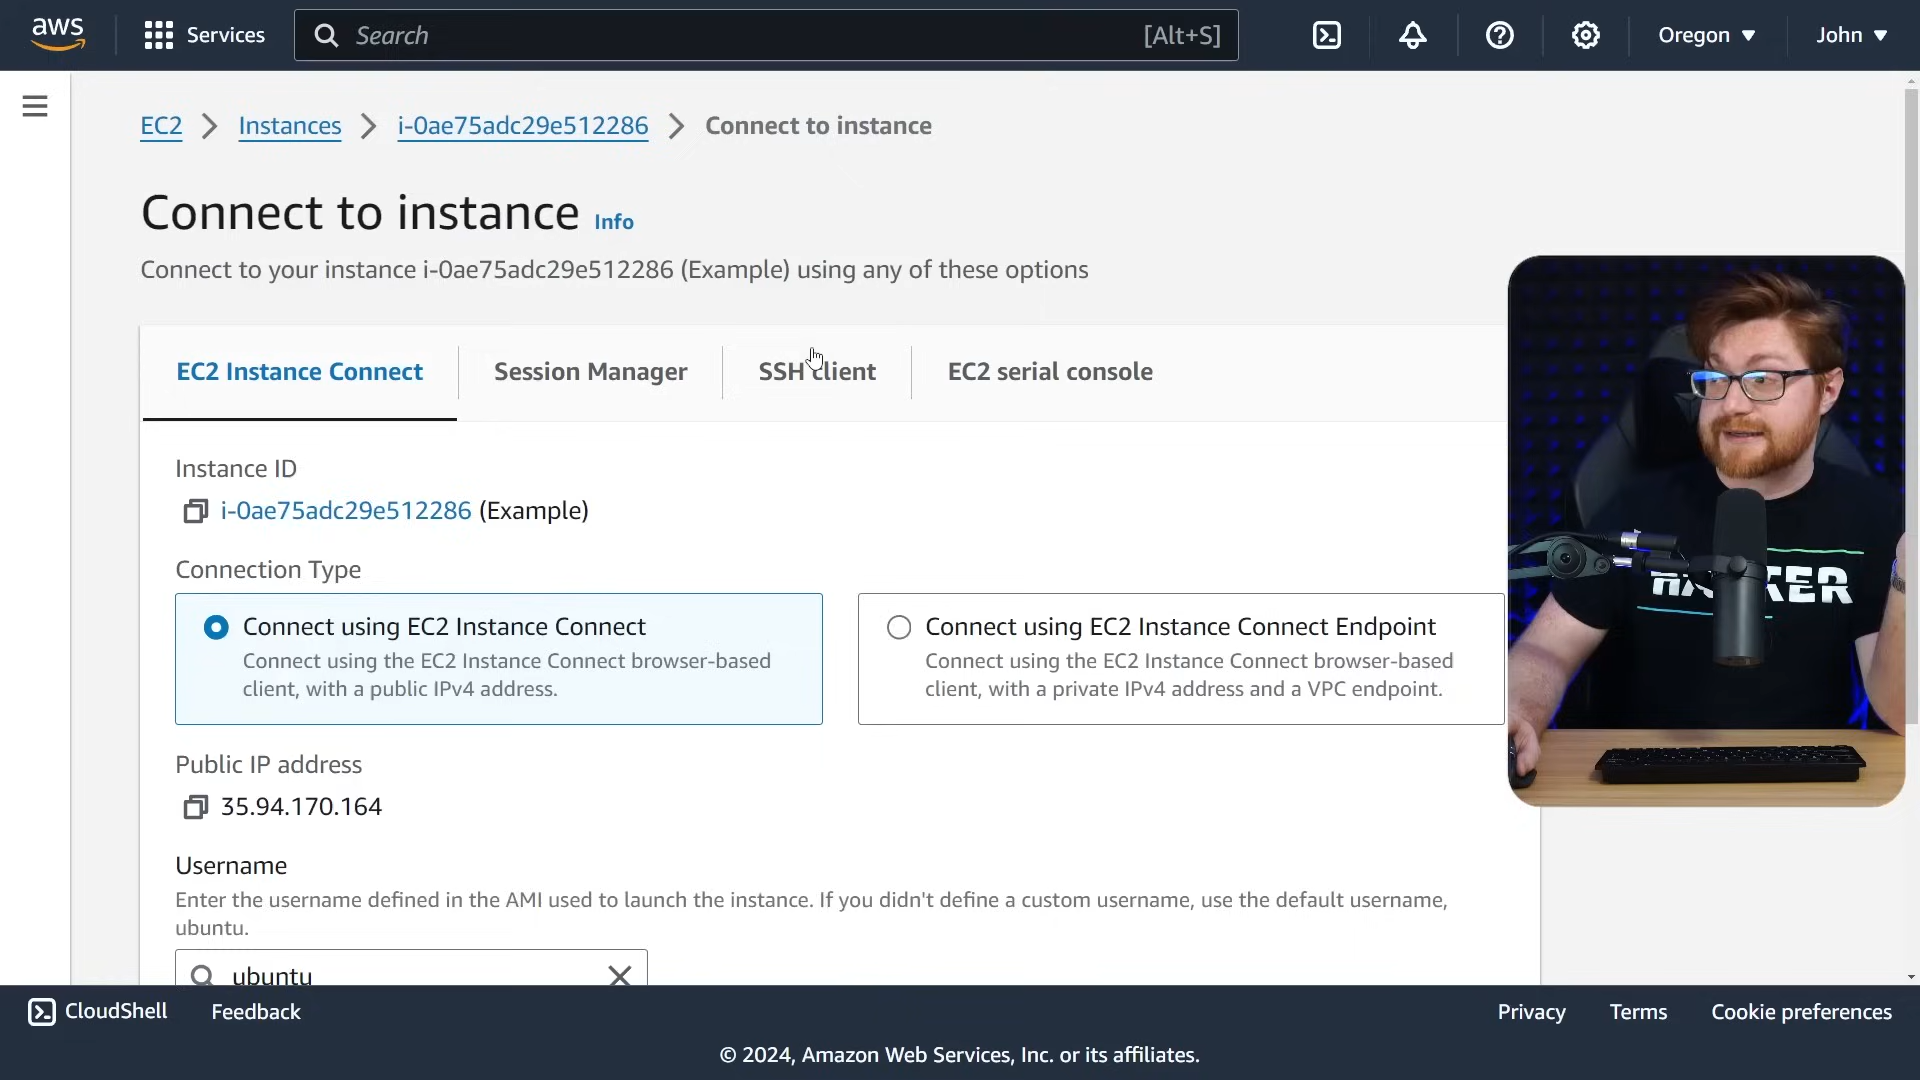 aws
Services
Search [Alt+S]
Oregon
John
EC2 Instances i-0ae75adc29e512286 Connect to instance
Connect to instance Info
Connect to your instance i-0ae75adc29e512286 (Example) using any of these options
EC2 Instance Connect
Session Manager
SSH client
EC2 serial console
Instance ID
i-0ae75adc29e512286 (Example)
Connection Type
Connect using EC2 Instance Connect
Connect using the EC2 Instance Connect browser-based
client, with a public IPv4 address.
Connect using EC2 Instance Connect Endpoint
Connect using the EC2 Instance Connect browser-based
client, with a private IPv4 address and a VPC endpoint.
Public IP address
35.94.170.164
Username
Enter the username defined in the AMI used to launch the instance. If you didn't define a custom username, use the default username,
ubuntu.
ubuntu
CloudShell
Feedback
Privacy
Terms
Cookie preferences
© 2024, Amazon Web Services, Inc. or its affiliates.